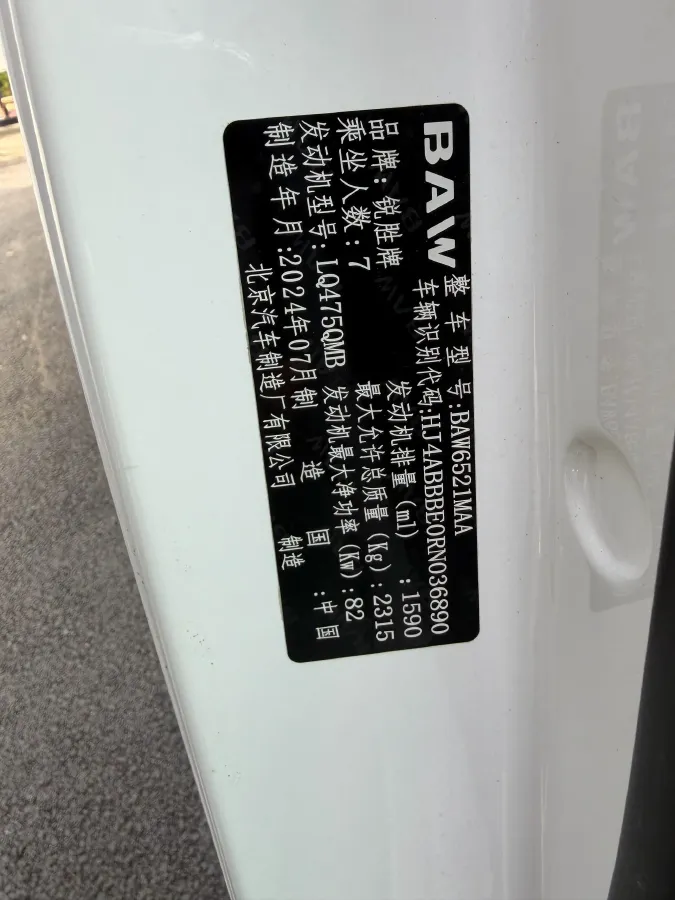 BAW
整车型号:BAW6521MAA
车辆识别代码:HJ4ABBBE0RN036890
品牌:锐胜牌 发动机排量(ml) :1590
乘坐人数:7 最大允许总质量(Kg):2315
发动机型号:LQ475QMB 发动机最大净功率(Kw):82
制造年月:2024年07月制 造 国 :中国
北京汽车制造厂有限公司 制造